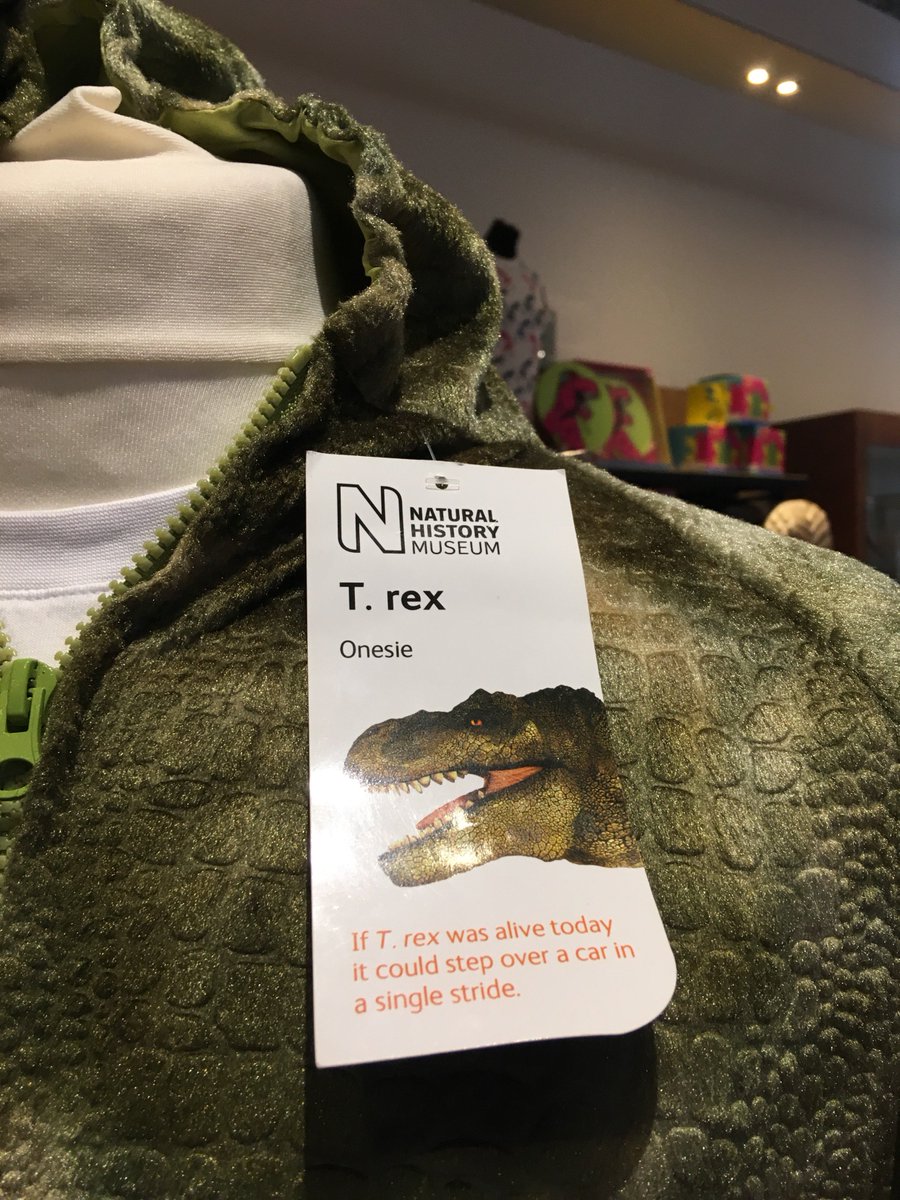 N NATURAL
HISTORY
MUSEUM
T. rex
Onesie
If T. rex was alive today
it could step over a car in
a single stride.